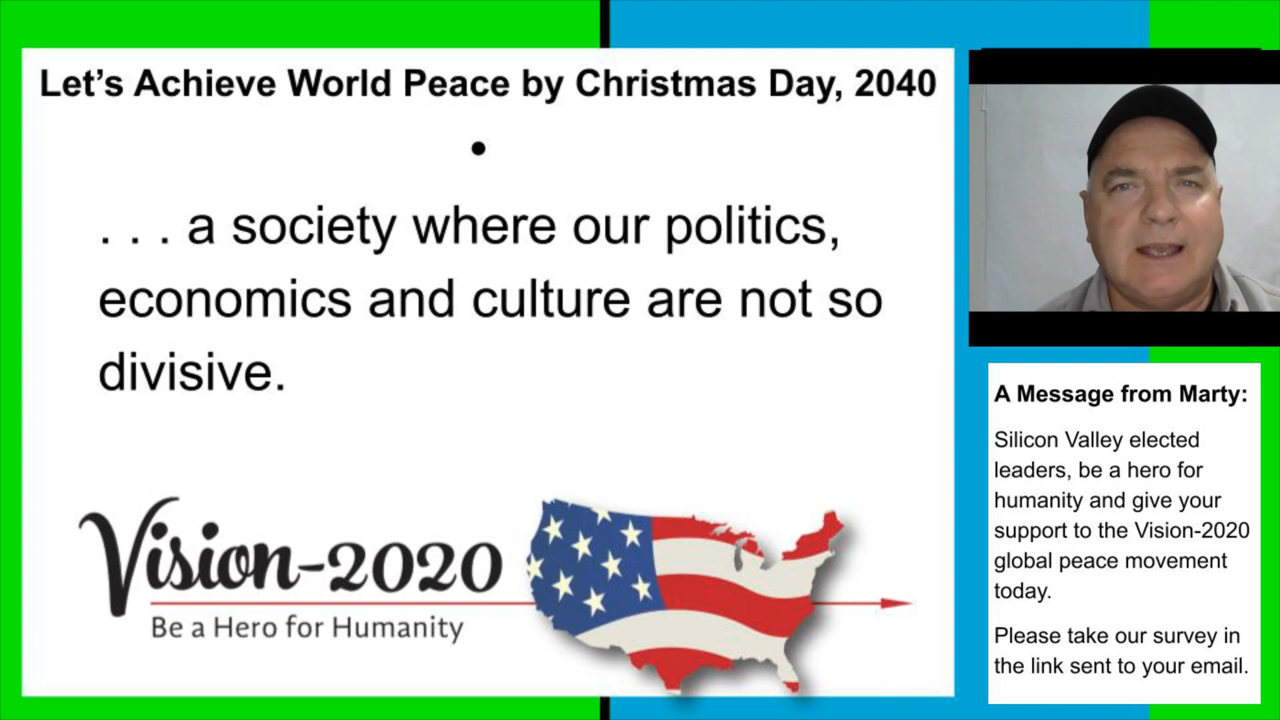 Let’s Achieve World Peace by Christmas Day, 2040
•
. . . a society where our politics,
economics and culture are not so
divisive.
Vision-2020
Be a Hero for Humanity
A Message from Marty:
Silicon Valley elected
leaders, be a hero for
humanity and give your
support to the Vision-2020
global peace movement
today.
Please take our survey in
the link sent to your email.